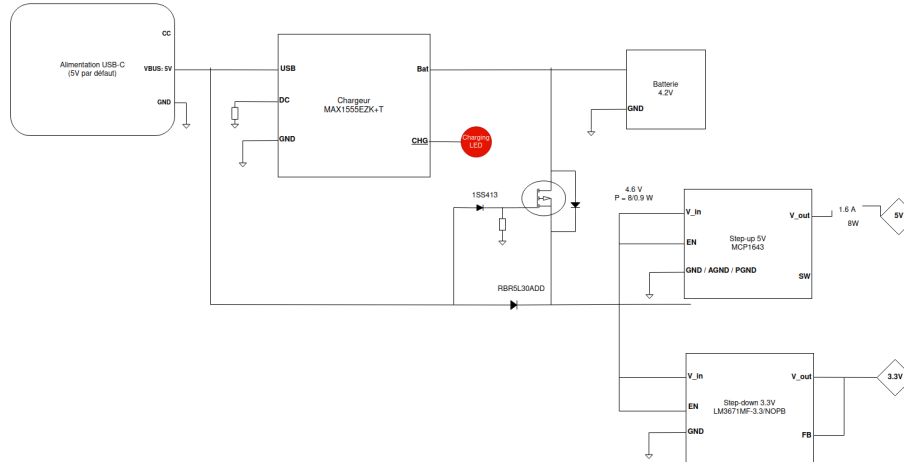 CC
Alimentation USB-C
(5V par défaut)
VBUS: 5V
GND
USB
Bat
DC
Chargeur
MAX1555EZK+T
GND
CHG
Charging
LED
Batterie
4.2V
GND
1SS413
RBR5L30ADD
4.6 V
P = 8/0.9 W
V_in
V_out
EN
Step-up 5V
MCP1643
GND / AGND / PGND
SW
1.6 A
8W
5V
V_in
V_out
Step-down 3.3V
LM3671MF-3.3/NOPB
EN
GND
FB
3.3V